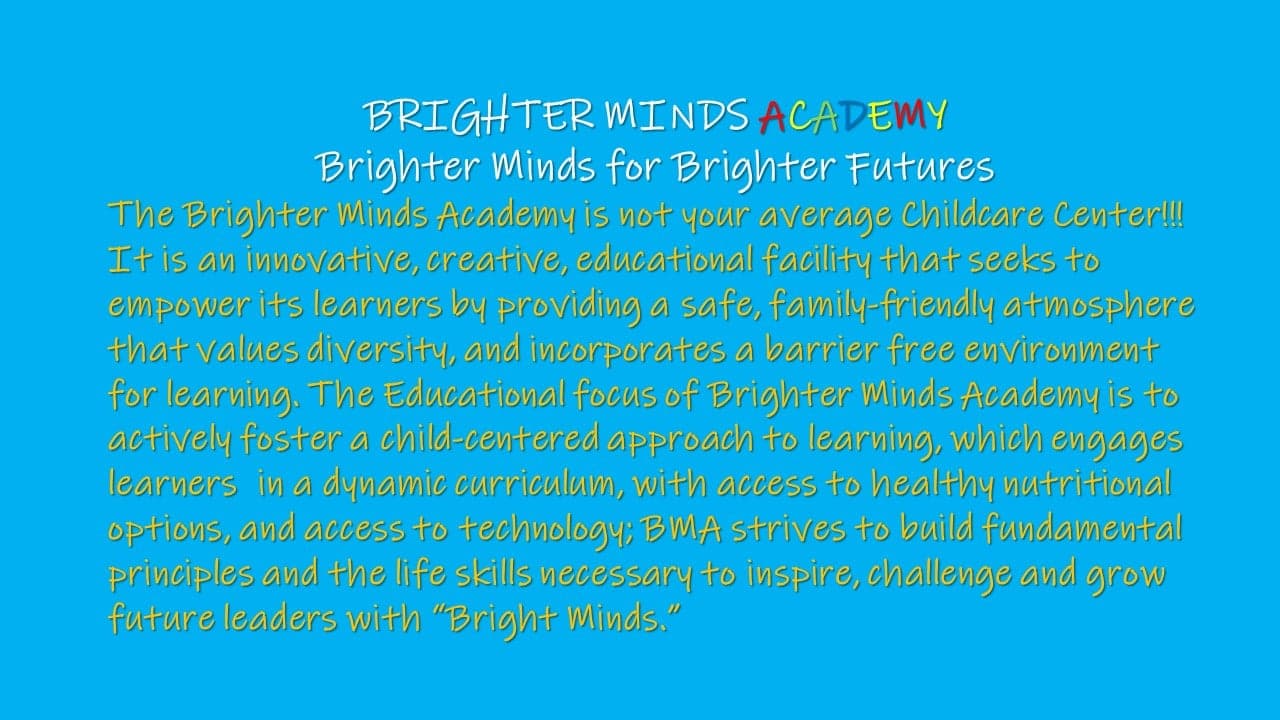 BRIGHTER MINDS ACADEMY
Brighter Minds for Brighter Futures
The Brighter Minds Academy is not your average Childcare Center!!!
It is an innovative, creative, educational facility that seeks to
empower its learners by providing a safe, family-friendly atmosphere
that values diversity, and incorporates a barrier free environment
for learning. The Educational focus of Brighter Minds Academy is to
actively foster a child-centered approach to learning, which engages
learners in a dynamic curriculum, with access to healthy nutritional
options, and access to technology; BMA strives to build fundamental
principles and the life skills necessary to inspire, challenge and grow
future leaders with “Bright Minds.”